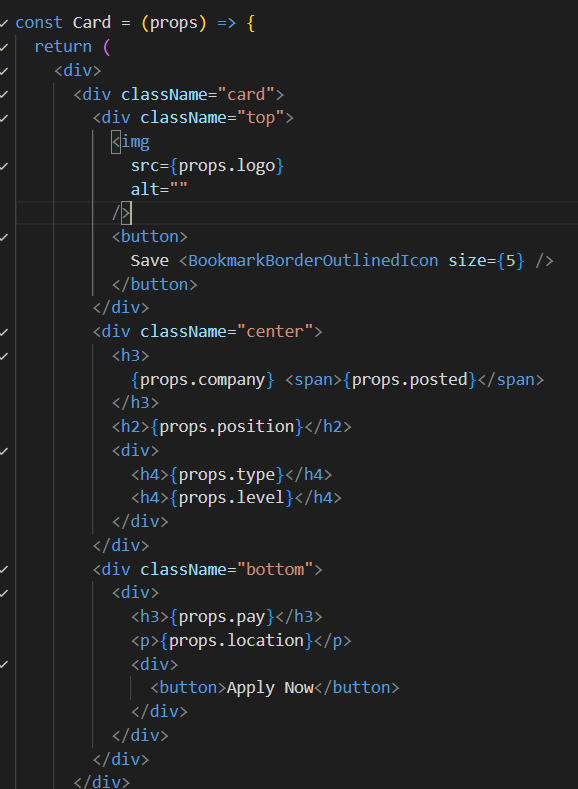 const Card = (props) => {
  return (
    <div>
      <div className="card">
        <div className="top">
          <img
            src={props.logo}
            alt=""
          />
          <button>
            Save <BookmarkBorderOutlinedIcon size={5} />
          </button>
        </div>
        <div className="center">
          <h3>
            {props.company} <span>{props.posted}</span>
          </h3>
          <h2>{props.position}</h2>
          <div>
            <h4>{props.type}</h4>
            <h4>{props.level}</h4>
          </div>
        </div>
        <div className="bottom">
          <div>
            <h3>{props.pay}</h3>
            <p>{props.location}</p>
            <div>
              <button>Apply Now</button>
            </div>
          </div>
        </div>
      </div>